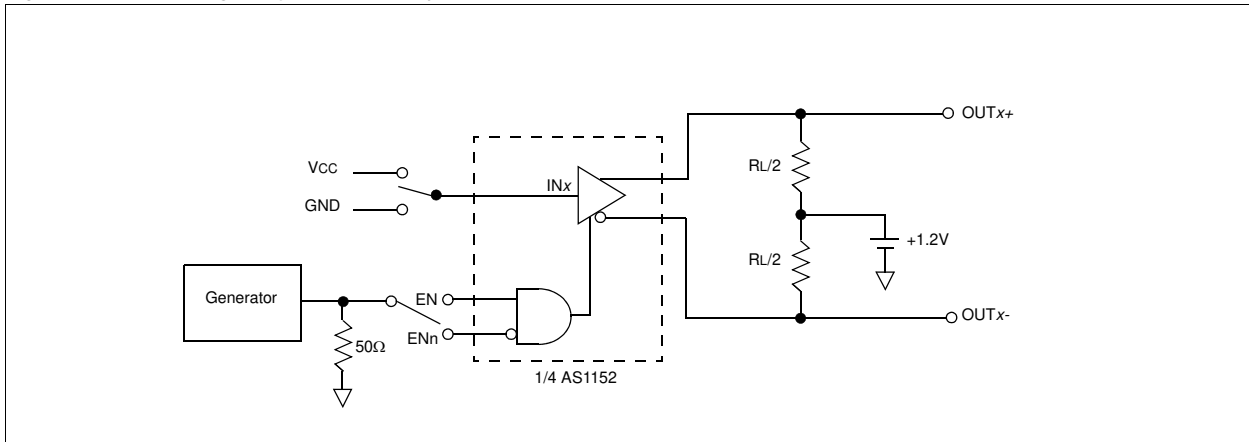 VCC
GND
INx
Generator
50Ω
EN
ENn
1/4 AS1152
OUTx+
RL/2
+1.2V
RL/2
OUTx-